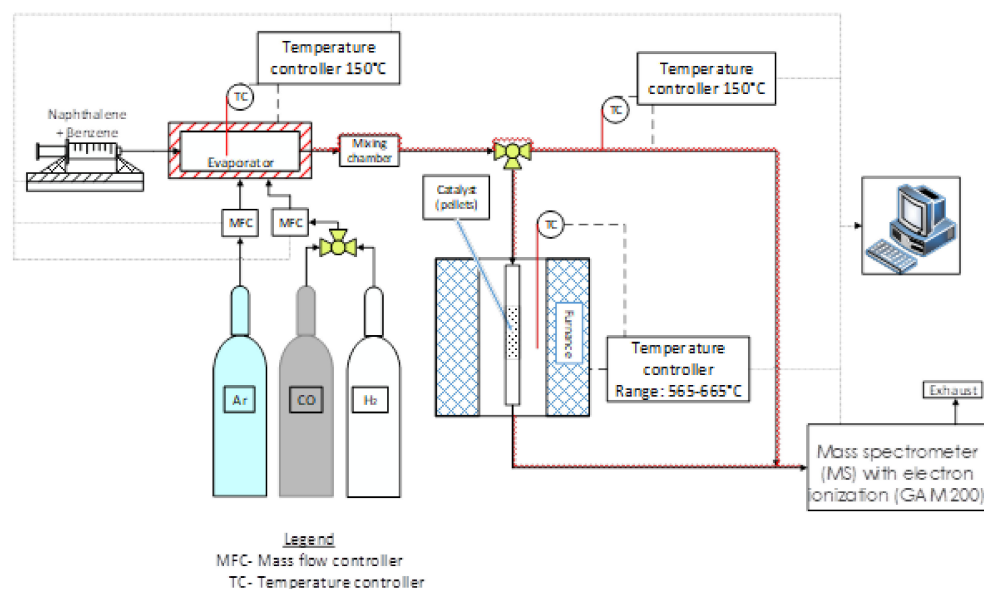 Temperature
controller 150°C
Temperature
controller 150°C
TC
TC
Naphthalene
+ Benzene
Evaporator
Mixing
chamber
Catalyst
(pellets)
MFC
MFC
TC
Furnance
Temperature
controller
Range: 565-665°C
Ar
CO
H2
Exhaust
Mass spectrometer
(MS) with electron
ionization (GAM 200)
Legend
MFC- Mass flow controller
TC- Temperature controller